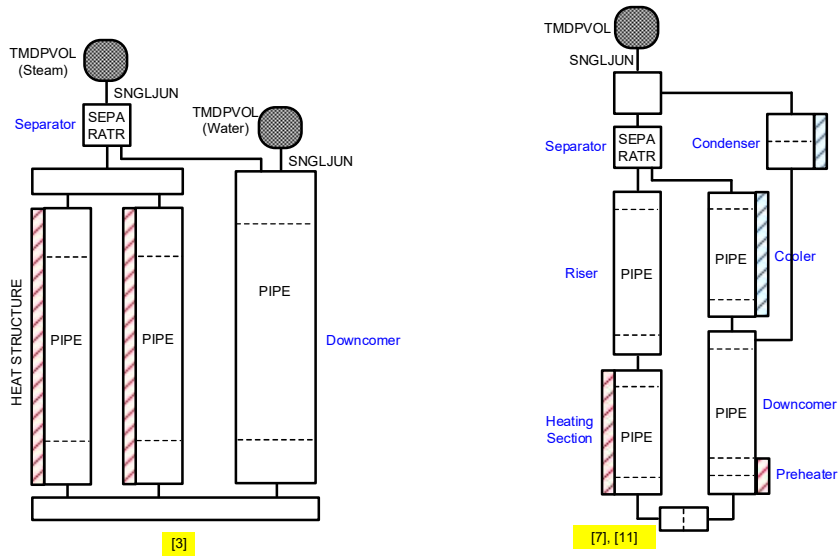 TMDPVOL
(Steam)
SNGLJUN
Separator
SEPA
RATR
TMDPVOL
(Water)
SNGLJUN
HEAT STRUCTURE
PIPE
PIPE
PIPE
Downcomer
[3]
TMDPVOL
SNGLJUN
Separator
SEPA
RATR
Condenser
Riser
PIPE
PIPE
Cooler
Heating
Section
PIPE
PIPE
Downcomer
Preheater
[7], [11]